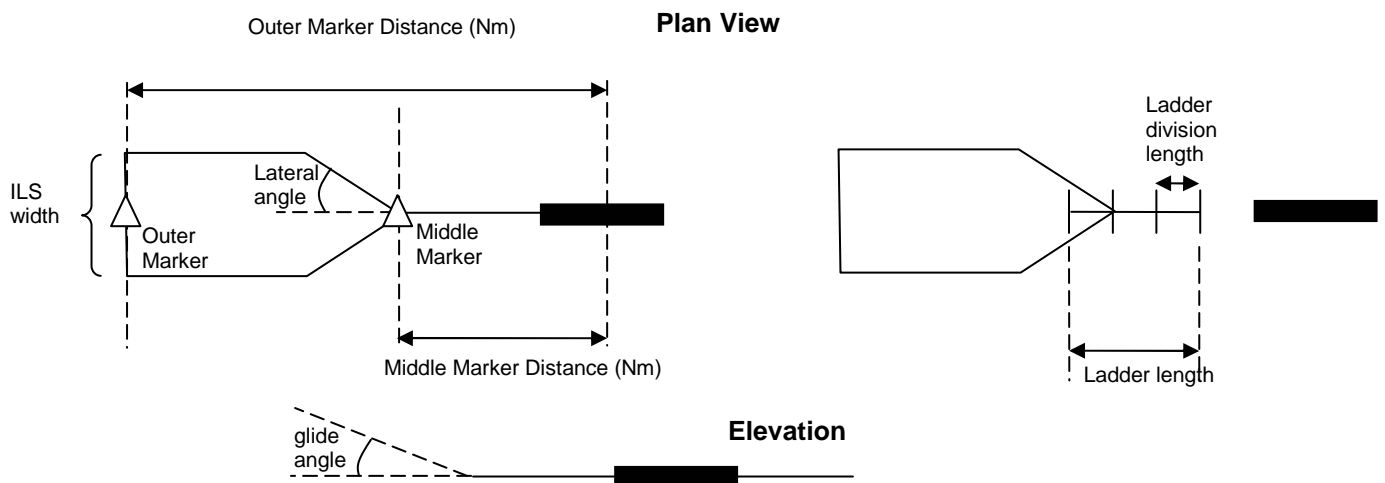 Outer Marker Distance (Nm)
Plan View
Ladder
division
length
Lateral
angle
ILS
width
Outer
Marker
Middle
Marker
Middle Marker Distance (Nm)
Ladder length
Elevation
glide
angle